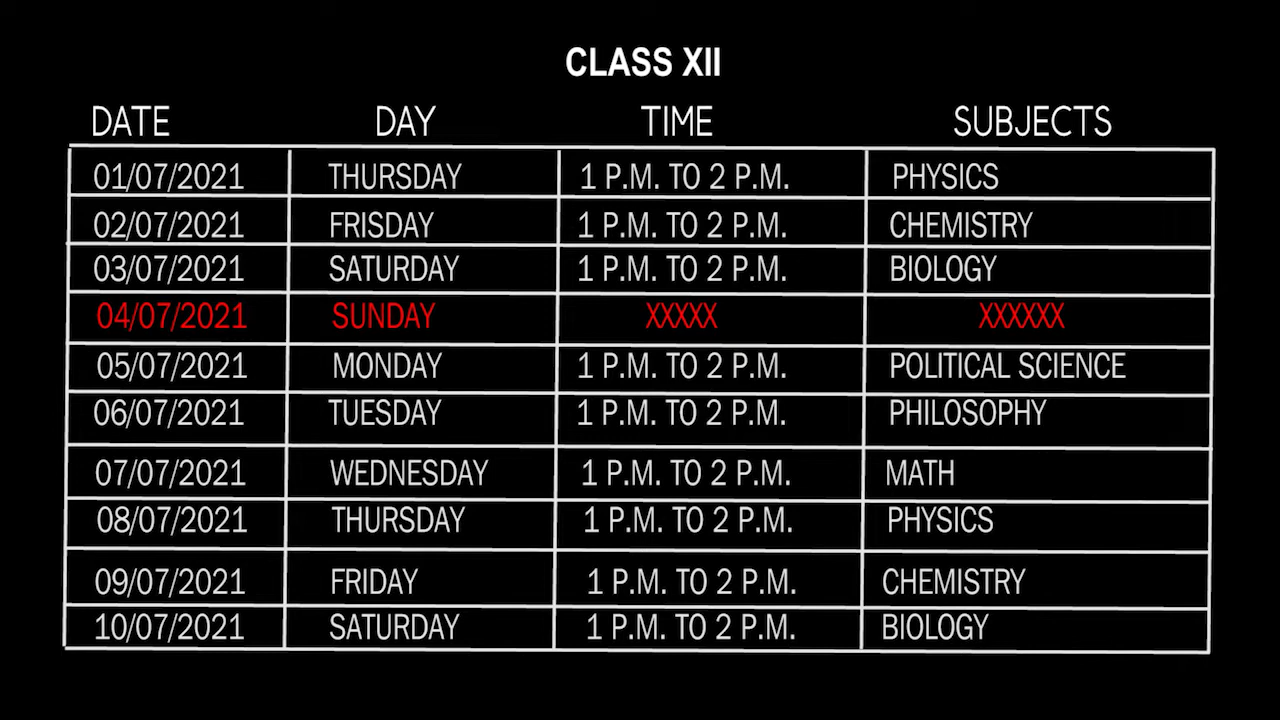 CLASS XII
DATE DAY TIME SUBJECTS
01/07/2021 THURSDAY 1 P.M. TO 2 P.M. PHYSICS
02/07/2021 FRISDAY 1 P.M. TO 2 P.M. CHEMISTRY
03/07/2021 SATURDAY 1 P.M. TO 2 P.M. BIOLOGY
04/07/2021 SUNDAY XXXXX XXXXXX
05/07/2021 MONDAY 1 P.M. TO 2 P.M. POLITICAL SCIENCE
06/07/2021 TUESDAY 1 P.M. TO 2 P.M. PHILOSOPHY
07/07/2021 WEDNESDAY 1 P.M. TO 2 P.M. MATH
08/07/2021 THURSDAY 1 P.M. TO 2 P.M. PHYSICS
09/07/2021 FRIDAY 1 P.M. TO 2 P.M. CHEMISTRY
10/07/2021 SATURDAY 1 P.M. TO 2 P.M. BIOLOGY